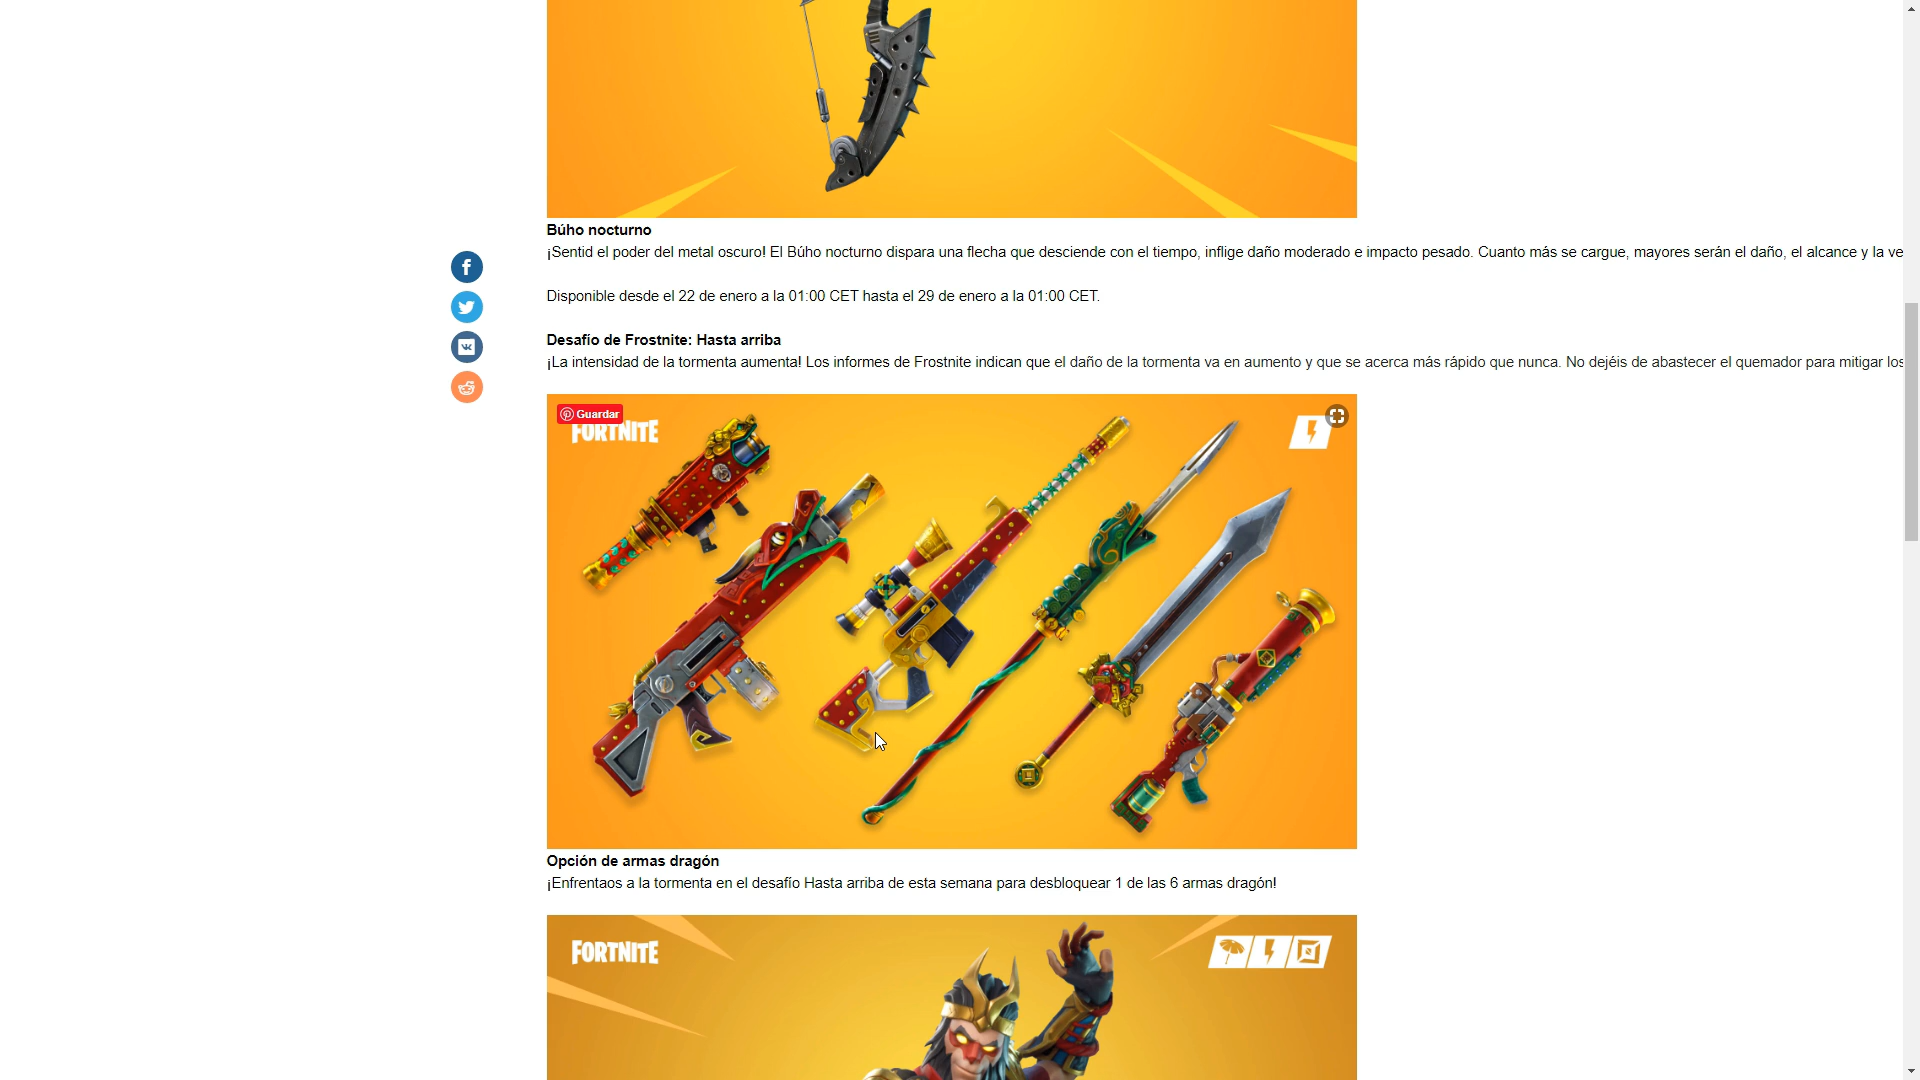 Búho nocturno
¡Sentid el poder del metal oscuro! El Búho nocturno dispara una flecha que desciende con el tiempo, inflige daño moderado e impacto pesado. Cuanto más se cargue, mayores serán el daño, el alcance y la ve
Disponible desde el 22 de enero a la 01:00 CET hasta el 29 de enero a la 01:00 CET.
Desafío de Frostnite: Hasta arriba
¡La intensidad de la tormenta aumenta! Los informes de Frostnite indican que el daño de la tormenta va en aumento y que se acerca más rápido que nunca. No dejéis de abastecer el quemador para mitigar los
Guardar
FORTNITE
Opción de armas dragón
¡Enfrentaos a la tormenta en el desafío Hasta arriba de esta semana para desbloquear 1 de las 6 armas dragón!
FORTNITE